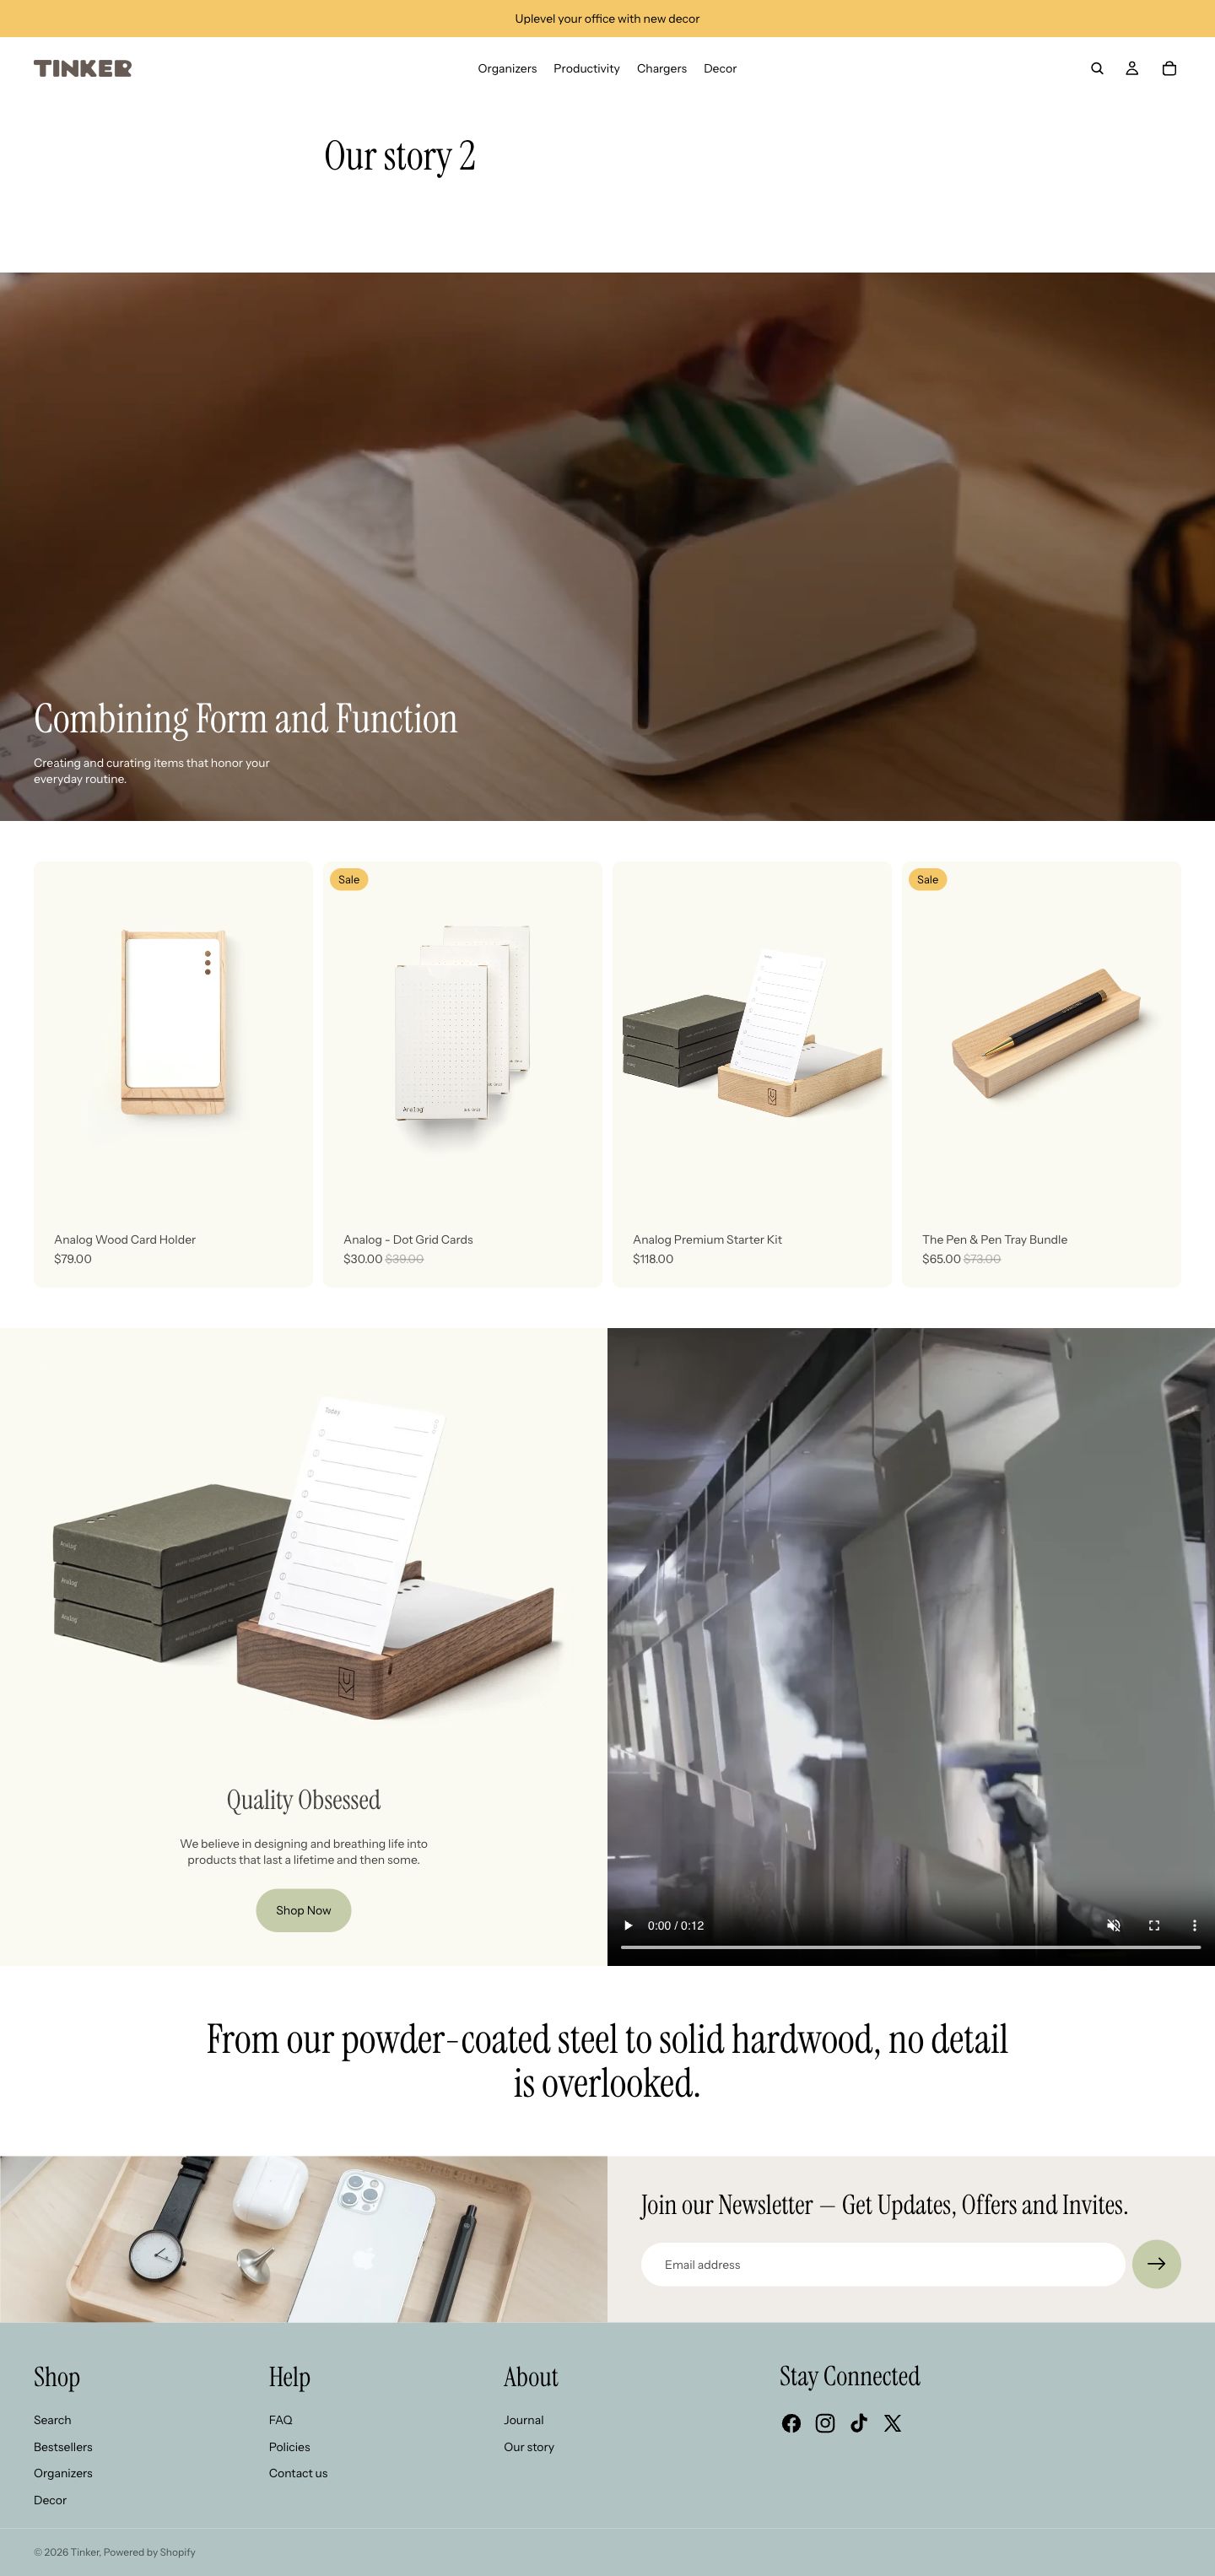 Uplevel your office with new decor
TINKER
Organizers
Productivity
Chargers
Decor
Our story 2
Combining Form and Function
Creating and curating items that honor your
everyday routine.
Sale
Sale
Analog
Analog Wood Card Holder
$79.00
Analog - Dot Grid Cards
$30.00 $39.00
Analog Premium Starter Kit
$118.00
The Pen & Pen Tray Bundle
$65.00 $73.00
Today
Analog
Analog
Analog
Quality Obsessed
We believe in designing and breathing life into
products that last a lifetime and then some.
Shop Now
0:00 / 0:12
From our powder-coated steel to solid hardwood, no detail
is overlooked.
Join our Newsletter — Get Updates, Offers and Invites.
Email address
Shop
Search
Bestsellers
Organizers
Decor
Help
FAQ
Policies
Contact us
About
Journal
Our story
Stay Connected
© 2026 Tinker, Powered by Shopify